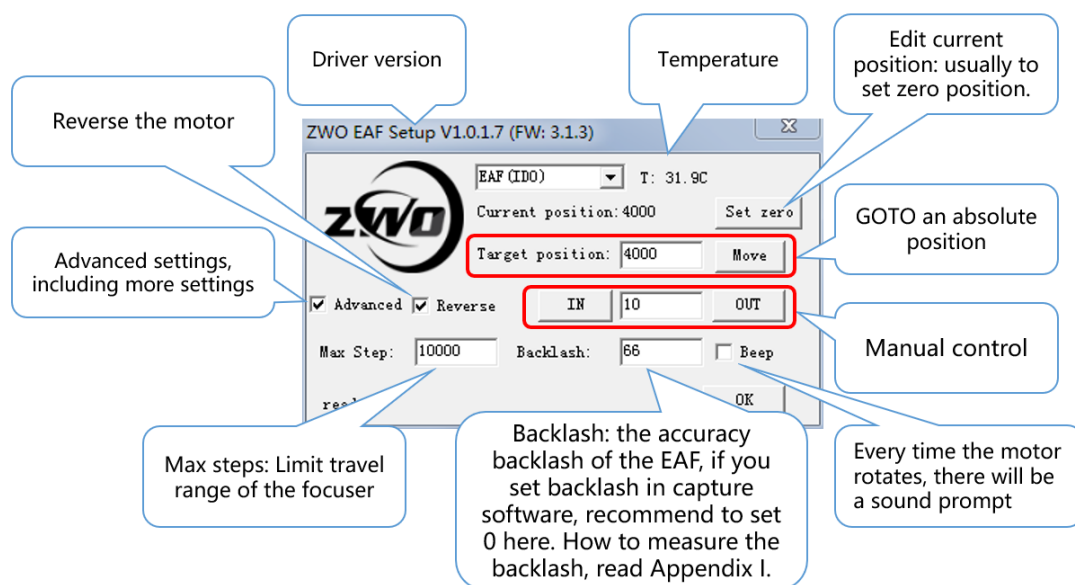 Driver version
Temperature
Edit current
position: usually to
set zero position.
Reverse the motor
ZWO EAF Setup V1.0.1.7 (FW: 3.1.3)
EAF(ID0)
T: 31.9C
ZWO
Current position:4000
Set zero
GOTO an absolute
position
Target position:
4000
Move
Advanced settings,
including more settings
Advanced
Reverse
IN
10
OUT
Manual control
Max Step:
10000
Backlash:
66
Beep
OK
Max steps: Limit travel
range of the focuser
Backlash: the accuracy
backlash of the EAF, if you
set backlash in capture
software, recommend to set
0 here. How to measure the
backlash, read Appendix I.
Every time the motor
rotates, there will be
a sound prompt